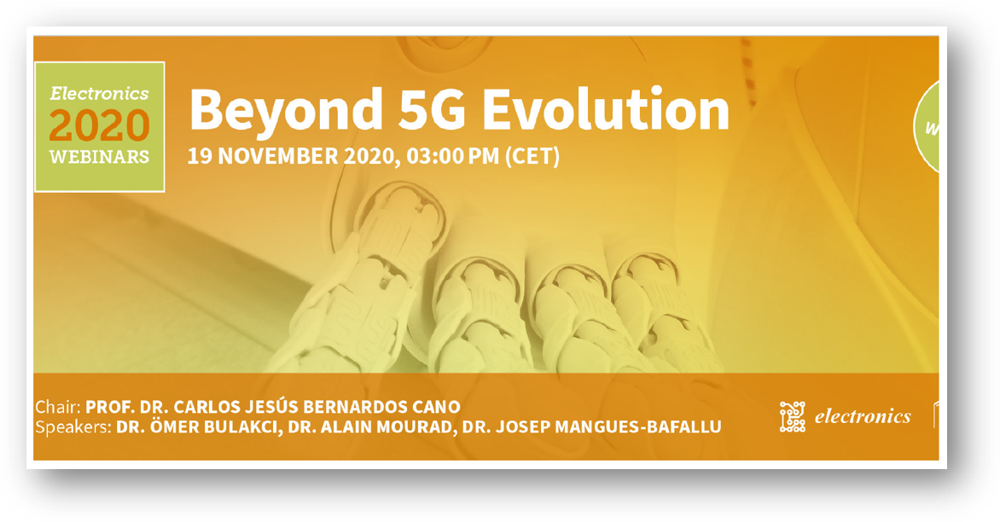 Electronics
2020
WEBINARS
Beyond 5G Evolution
19 NOVEMBER 2020, 03:00 PM (CET)
Chair: PROF. DR. CARLOS JESÚS BERNARDOS CANO
Speakers: DR. ÖMER BULAKCI, DR. ALAIN MOURAD, DR. JOSEP MANGUES-BAFALLU
electronics